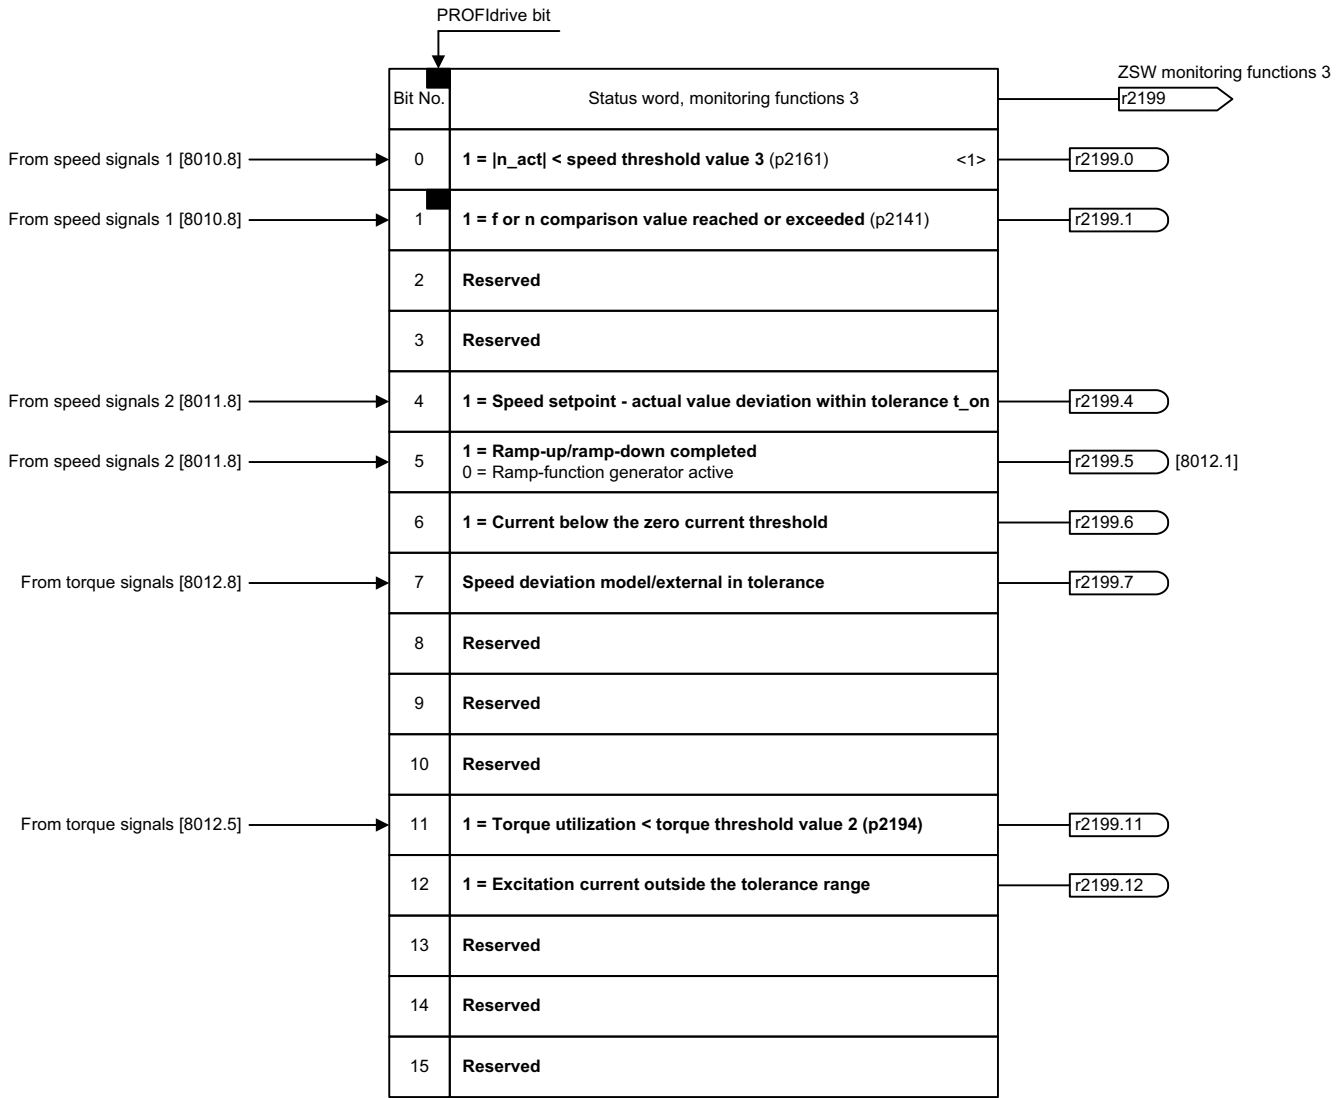 PROFIdrive bit
ZSW monitoring functions 3
Bit No. Status word, monitoring functions 3 r2199
From speed signals 1 [8010.8] 0 1 = |n_act| < speed threshold value 3 (p2161) <1> r2199.0
From speed signals 1 [8010.8] 1 1 = f or n comparison value reached or exceeded (p2141) r2199.1
2 Reserved
3 Reserved
From speed signals 2 [8011.8] 4 1 = Speed setpoint - actual value deviation within tolerance t_on r2199.4
From speed signals 2 [8011.8] 5 1 = Ramp-up/ramp-down completed
0 = Ramp-function generator active r2199.5 [8012.1]
6 1 = Current below the zero current threshold r2199.6
From torque signals [8012.8] 7 Speed deviation model/external in tolerance r2199.7
8 Reserved
9 Reserved
10 Reserved
From torque signals [8012.5] 11 1 = Torque utilization < torque threshold value 2 (p2194) r2199.11
12 1 = Excitation current outside the tolerance range r2199.12
13 Reserved
14 Reserved
15 Reserved